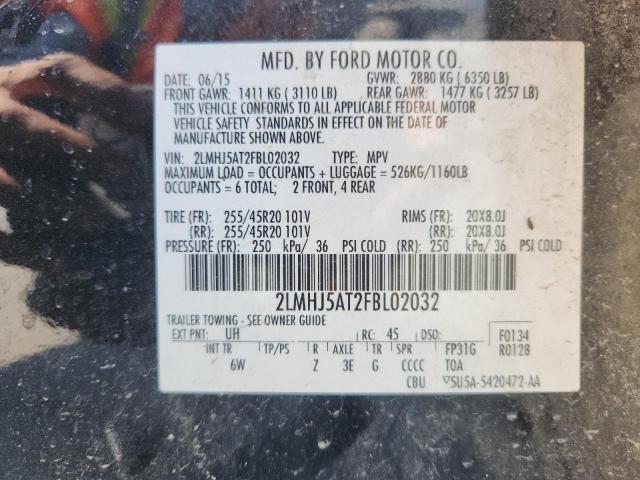 MFD. BY FORD MOTOR CO.
DATE: 06/15 GVWR: 2880 KG ( 6350 LB)
FRONT GAWR: 1411 KG ( 3110 LB) REAR GAWR: 1477 KG ( 3257 LB)
THIS VEHICLE CONFORMS TO ALL APPLICABLE FEDERAL MOTOR
VEHICLE SAFETY STANDARDS IN EFFECT ON THE DATE OF
MANUFACTURE SHOWN ABOVE.
VIN: 2LMHJ5AT2FBL02032 TYPE: MPV
MAXIMUM LOAD = OCCUPANTS + LUGGAGE = 526KG/1160LB
OCCUPANTS = 6 TOTAL; 2 FRONT, 4 REAR
TIRE (FR): 255/45R20 101V RIMS (FR): 20X8.0J
(RR): 255/45R20 101V (RR): 20X8.0J
PRESSURE (FR): 250 kPa/ 36 PSI COLD (RR): 250 kPa/ 36 PSI COLD
2LMHJ5AT2FBL02032
TRAILER TOWING - SEE OWNER GUIDE
EXT PNT: UH RC: 45 DSO: F0134
INT TR TP/PS R AXLE TR SPR FP31G R0128
6W Z 3E G CCCC TOA
CBU ▽5U5A-5420472-AA